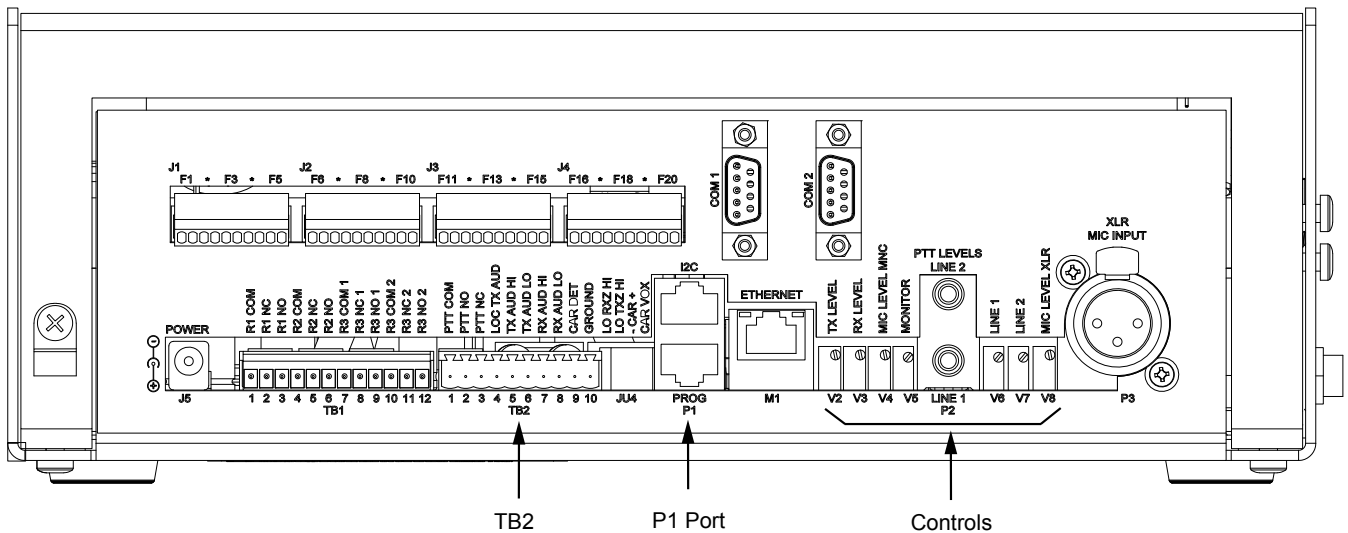 J1 J2 J3 J4
F1 * F3 * F5 F6 * F8 * F10 F11 * F13 * F15 F16 * F18 * F20
COM 1
COM 2
XLR
MIC INPUT
PTT LEVELS
LINE 2
I2C
ETHERNET
POWER
R1 COM
R1 NC
R1 NO
R2 COM
R2 NC
R2 NO
R3 COM 1
R3 NC 1
R3 NO 1
R3 COM 2
R3 NC 2
R3 NO 2
PTT COM
PTT NO
PTT NC
LOC TX AUD
TX AUD HI
TX AUD LO
RX AUD HI
RX AUD LO
CAR DET
GROUND
LO RXZ HI
LO TXZ HI
- CAR +
CAR VOX
TX LEVEL
RX LEVEL
MIC LEVEL MNC
MONITOR
LINE 1
LINE 2
MIC LEVEL XLR
J5
1 2 3 4 5 6 7 8 9 10 11 12
TB1
1 2 3 4 5 6 7 8 9 10
TB2
JU4
PROG
P1
M1
V2 V3 V4 V5
LINE 1
P2
V6 V7 V8
P3
TB2
P1 Port
Controls